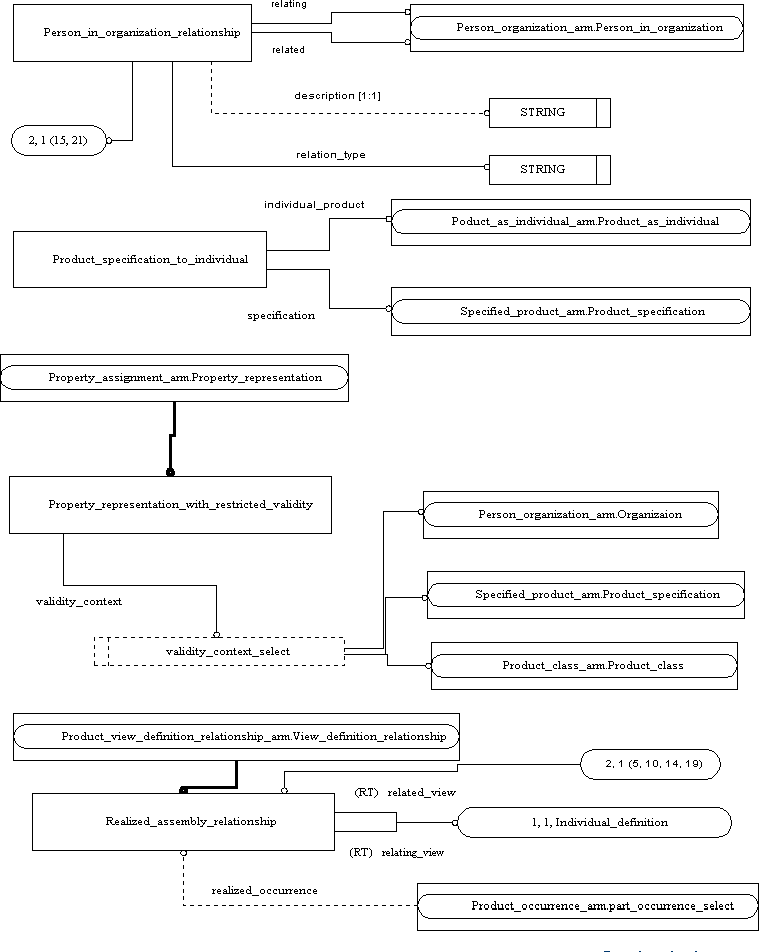 relating
Person_in_organization_relationship
Person_organization_arm.Person_in_organization
related
description [1:1]
STRING
2, 1 (15, 21)
relation_type
STRING
individual_product
Poduct_as_individual_arm.Product_as_individual
Product_specification_to_individual
specification
Specified_product_arm.Product_specification
Property_assignment_arm.Property_representation
Property_representation_with_restricted_validity
Person_organization_arm.Organizaion
validity_context
Specified_product_arm.Product_specification
validity_context_select
Product_class_arm.Product_class
Product_view_definition_relationship_arm.View_definition_relationship
2, 1 (5, 10, 14, 19)
(RT) related_view
Realized_assembly_relationship
1, 1, Individual_definition
(RT) relating_view
realized_occurrence
Product_occurrence_arm.part_occurrence_select